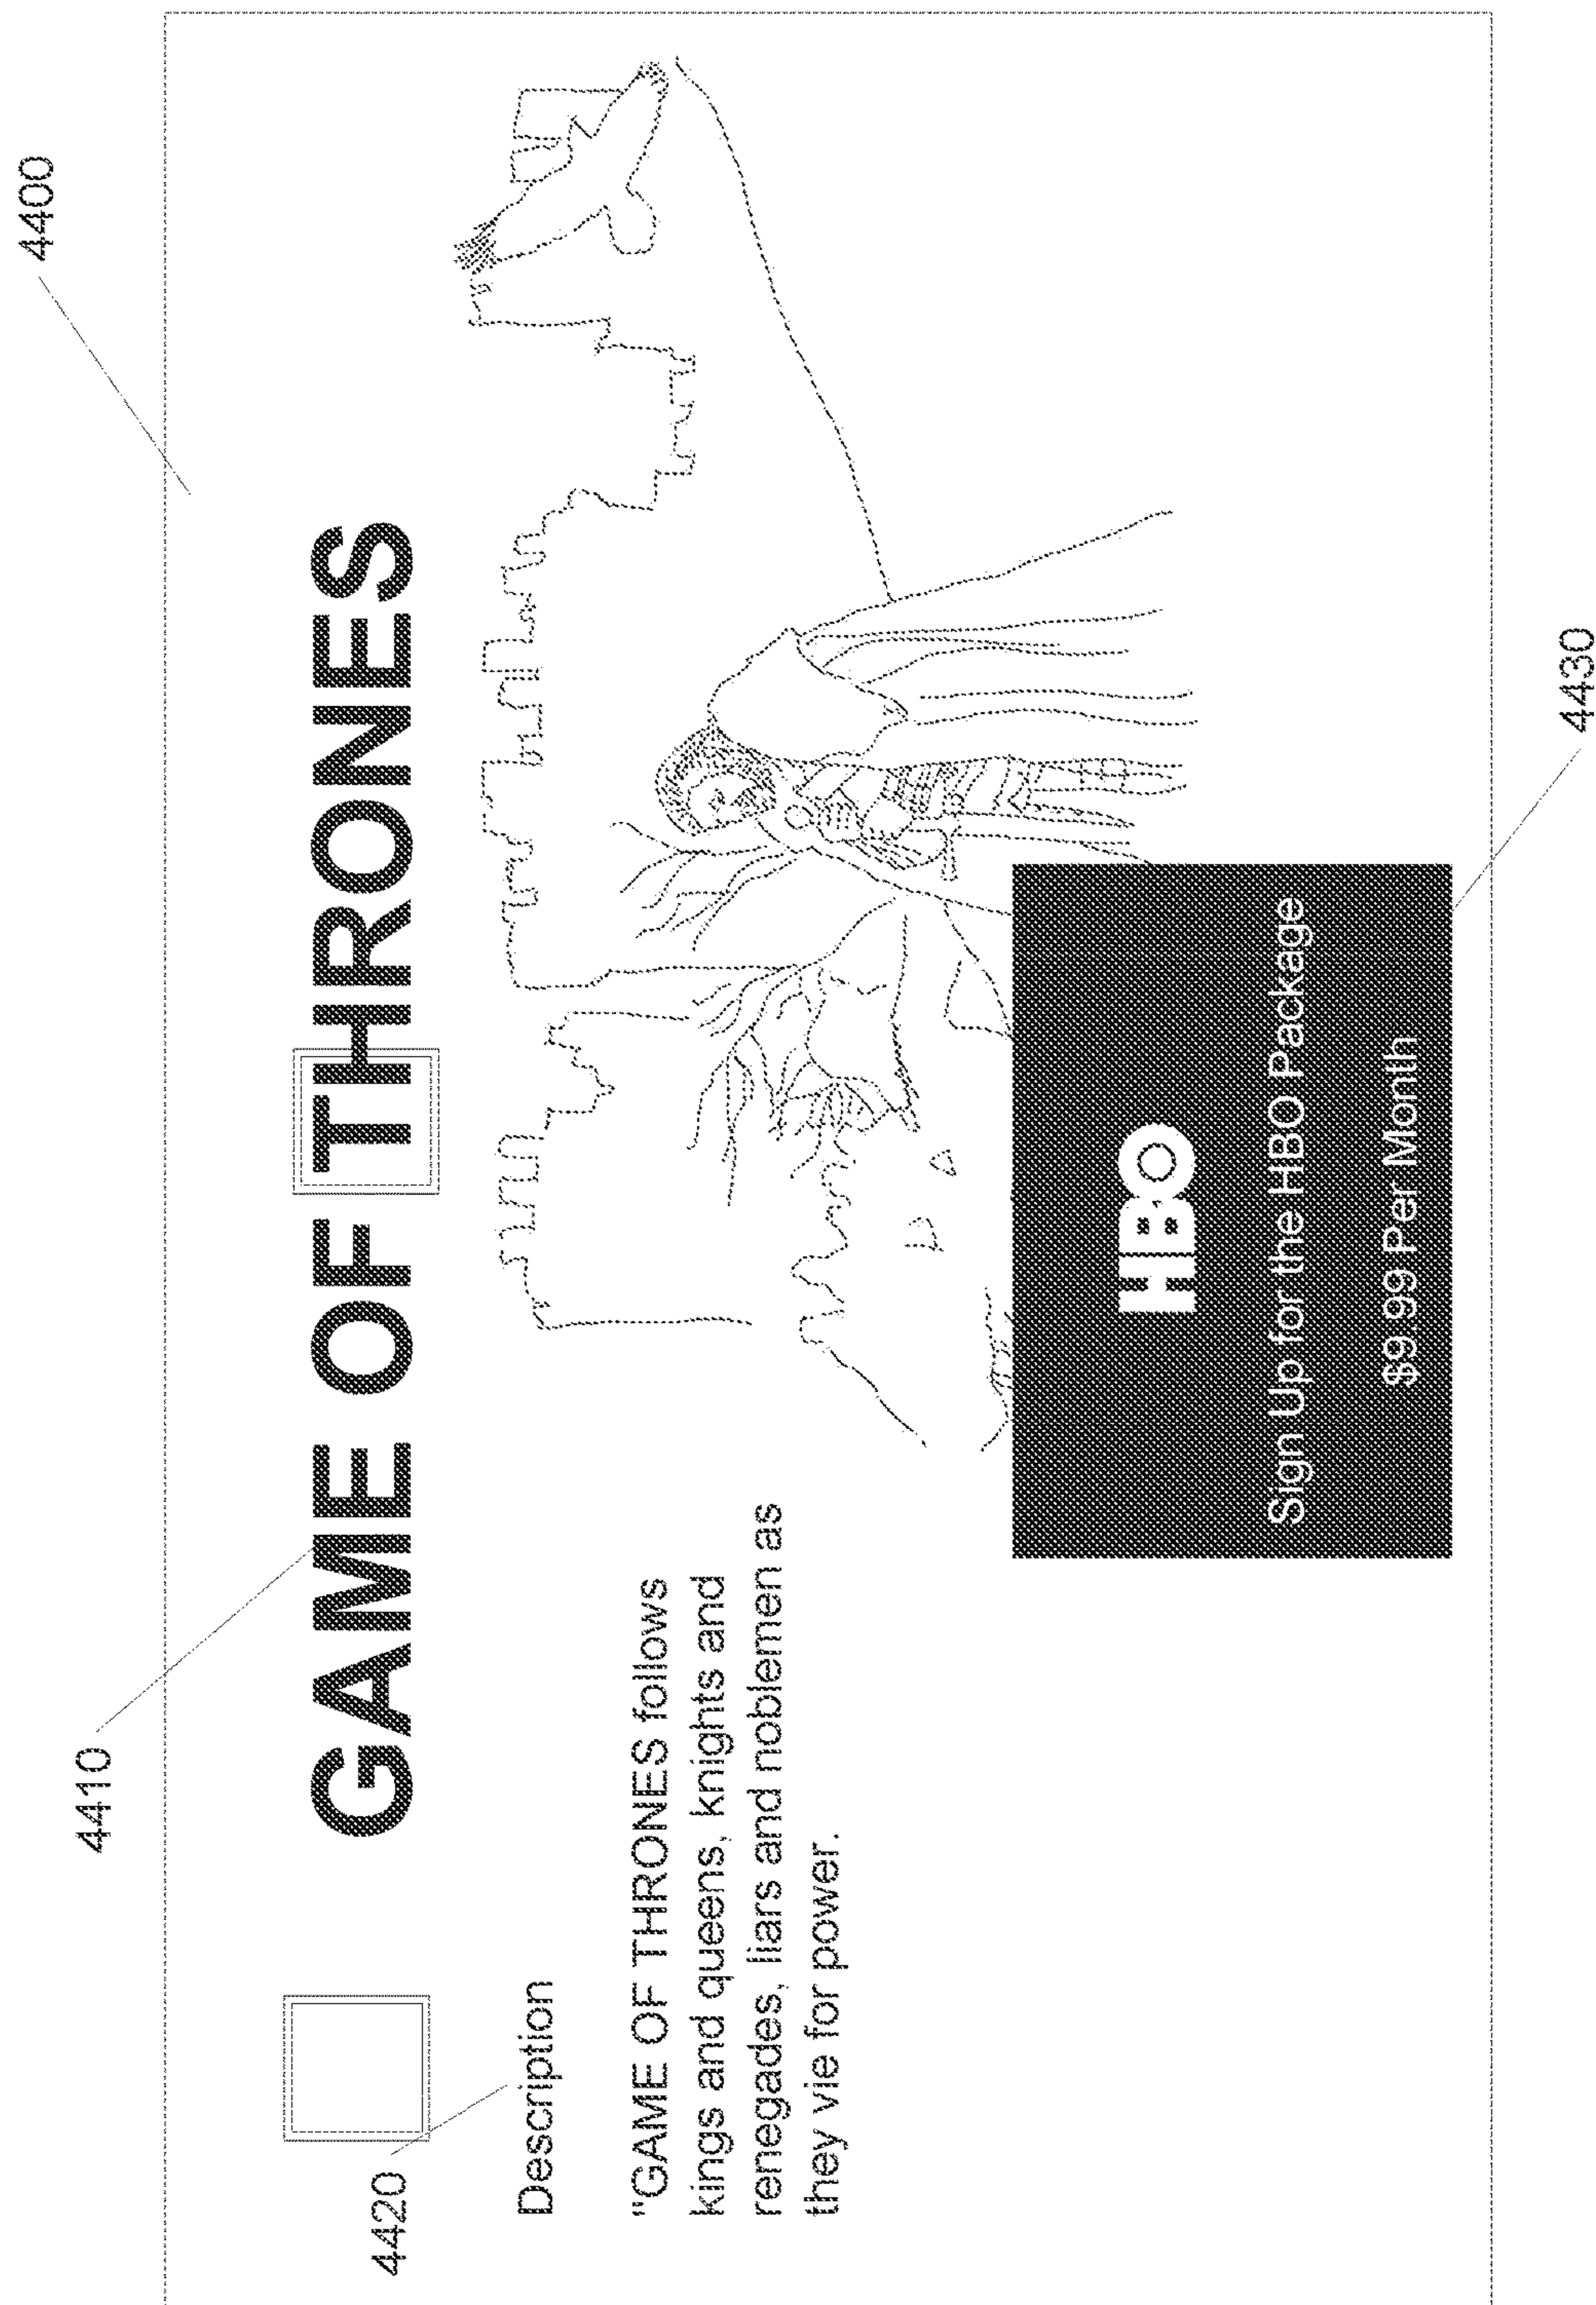 4400
4410
GAME OF THRONES
4420
Description
"GAME OF THRONES follows
kings and queens, knights and
renegades, liars and noblemen as
they vie for power.
HBO
Sign Up for the HBO Package
$9.99 Per Month
4430